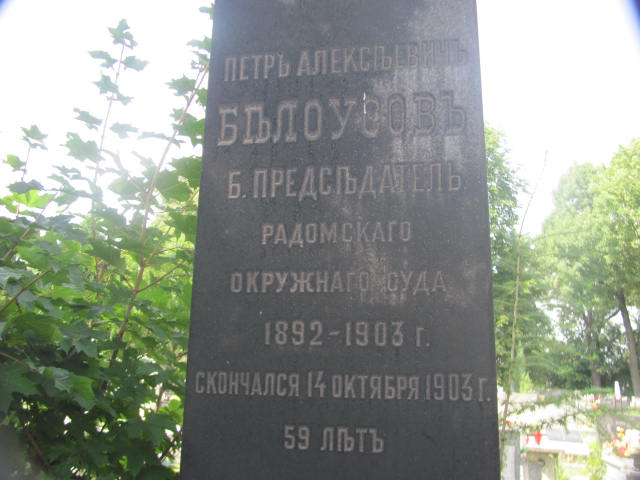 ПЕТРЪ АЛЕКСѢЕВИЧЪ
БѢЛОУСОВЪ
Б. ПРЕДСѢДАТЕЛЬ
РАДОМСКАГО
ОКРУЖНАГО СУДА
1892-1903 г.
СКОНЧАЛСЯ 14 ОКТЯБРЯ 1903 г.
59 ЛѢТЪ